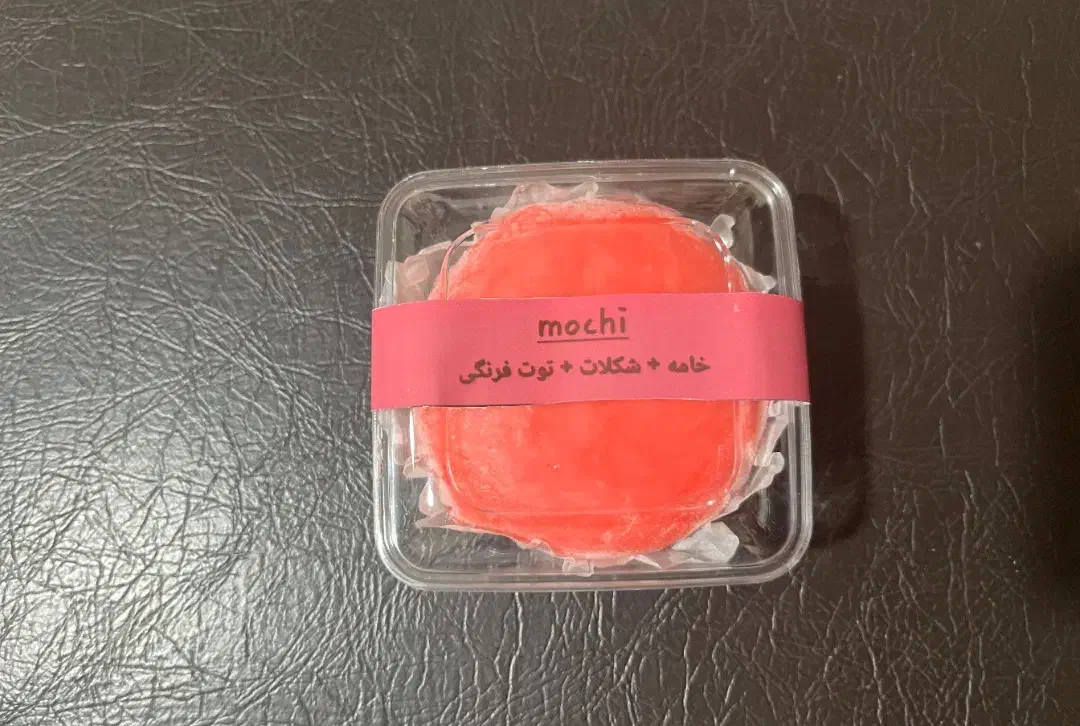 mochi
خامه + شکلات + توت فرنگی